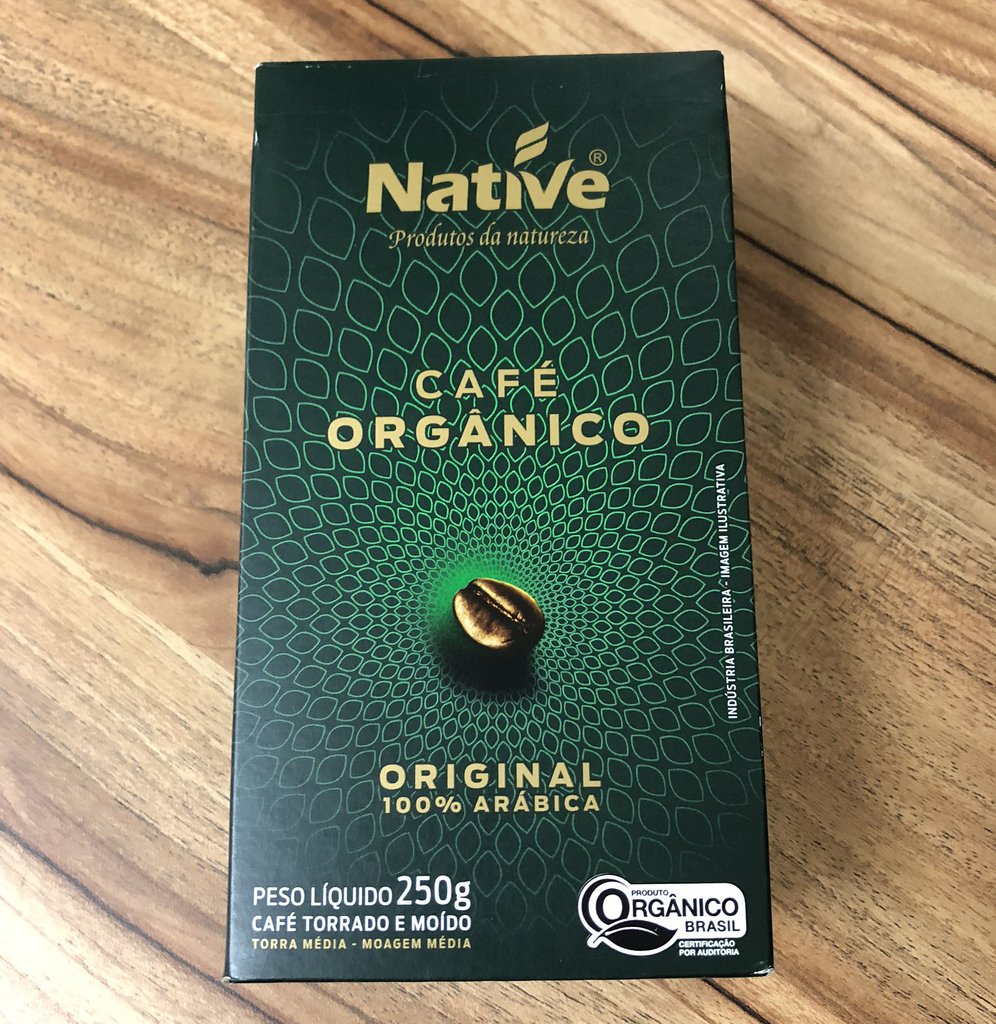 Native®
Produtos da natureza
CAFÉ
ORGÂNICO
INDÚSTRIA BRASILEIRA - IMAGEM ILUSTRATIVA
ORIGINAL
100% ARÁBICA
PESO LÍQUIDO 250g
CAFÉ TORRADO E MOÍDO
TORRA MÉDIA - MOAGEM MÉDIA
PRODUTO
ORGÂNICO
BRASIL
CERTIFICAÇÃO
POR AUDITORIA